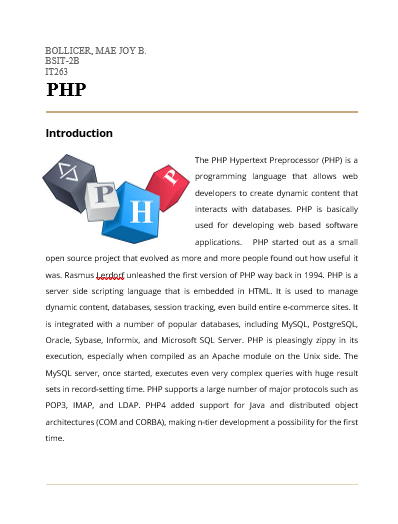 BOLLICER, MAE JOY B.
BSIT-2B
IT263
PHP
Introduction
P
H
P
The PHP Hypertext Preprocessor (PHP) is a
programming language that allows web
developers to create dynamic content that
interacts with databases. PHP is basically
used for developing web based software
applications. PHP started out as a small
open source project that evolved as more and more people found out how useful it
was. Rasmus Lerdorf unleashed the first version of PHP way back in 1994. PHP is a
server side scripting language that is embedded in HTML. It is used to manage
dynamic content, databases, session tracking, even build entire e-commerce sites. It
is integrated with a number of popular databases, including MySQL, PostgreSQL,
Oracle, Sybase, Informix, and Microsoft SQL Server. PHP is pleasingly zippy in its
execution, especially when compiled as an Apache module on the Unix side. The
MySQL server, once started, executes even very complex queries with huge result
sets in record-setting time. PHP supports a large number of major protocols such as
POP3, IMAP, and LDAP. PHP4 added support for Java and distributed object
architectures (COM and CORBA), making n-tier development a possibility for the first
time.